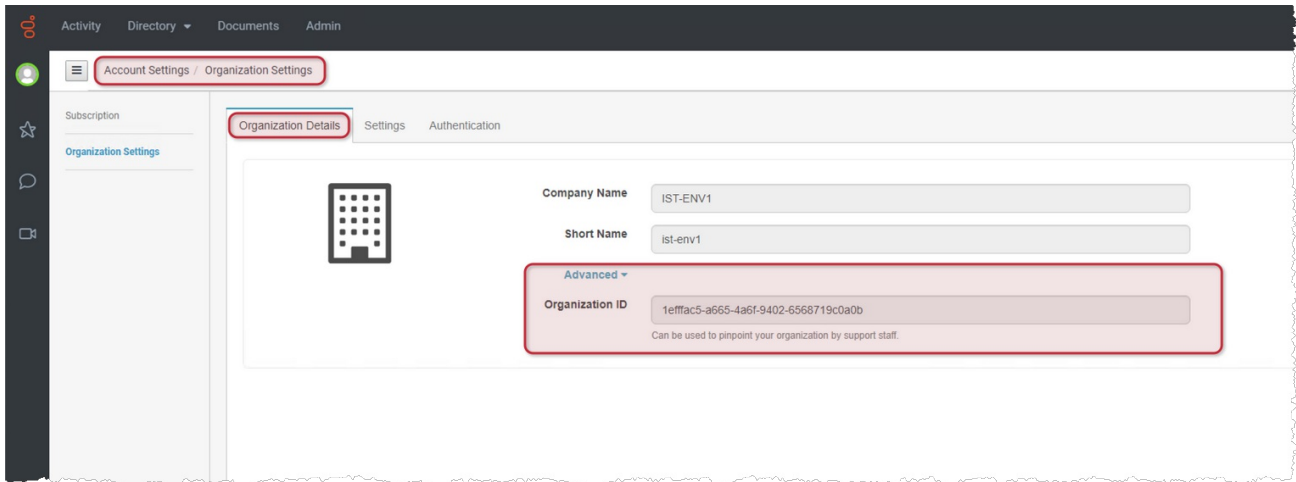 Activity Directory Documents Admin
Account Settings / Organization Settings
Subscription
Organization Settings
Organization Details Settings Authentication
Company Name IST-ENV1
Short Name ist-env1
Advanced
Organization ID 1efffac5-a665-4a6f-9402-6568719c0a0b
Can be used to pinpoint your organization by support staff.